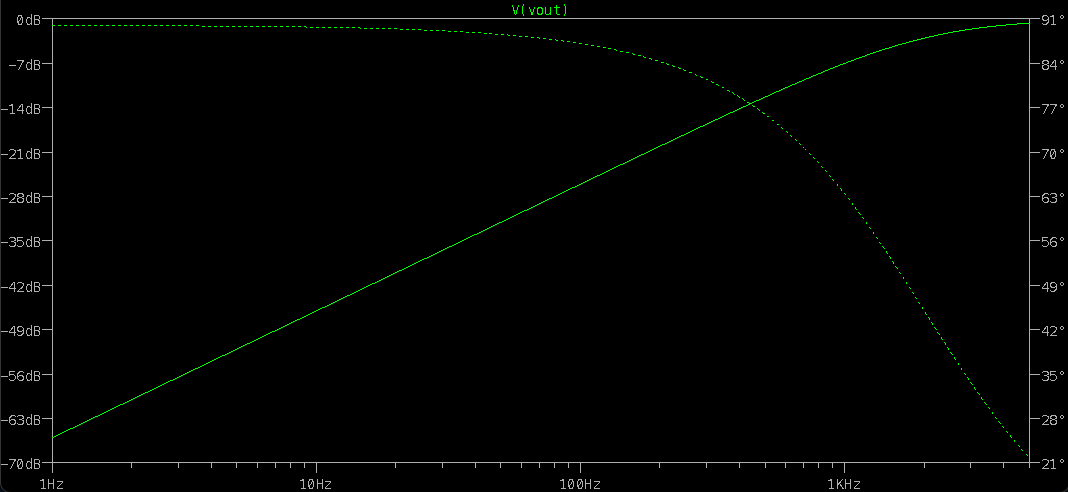 V(vout)
0dB
-7dB
-14dB
-21dB
-28dB
-35dB
-42dB
-49dB
-56dB
-63dB
-70dB
91°
84°
77°
70°
63°
56°
49°
42°
35°
28°
21°
1Hz
10Hz
100Hz
1KHz